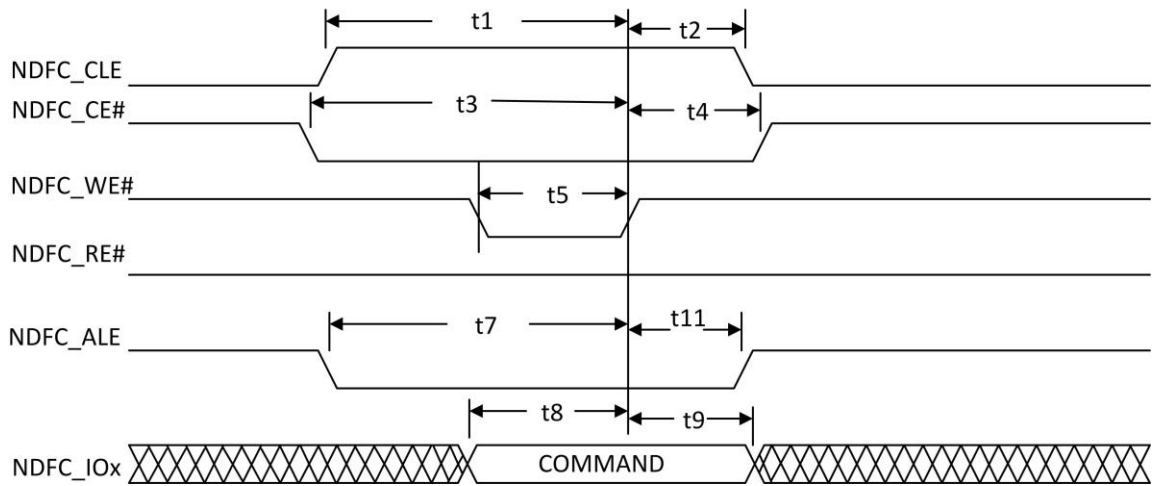 t1
t2
NDFC_CLE
t3
t4
NDFC_CE#
NDFC_WE#
t5
NDFC_RE#
t7
t11
NDFC_ALE
t8
t9
NDFC_IOx
COMMAND